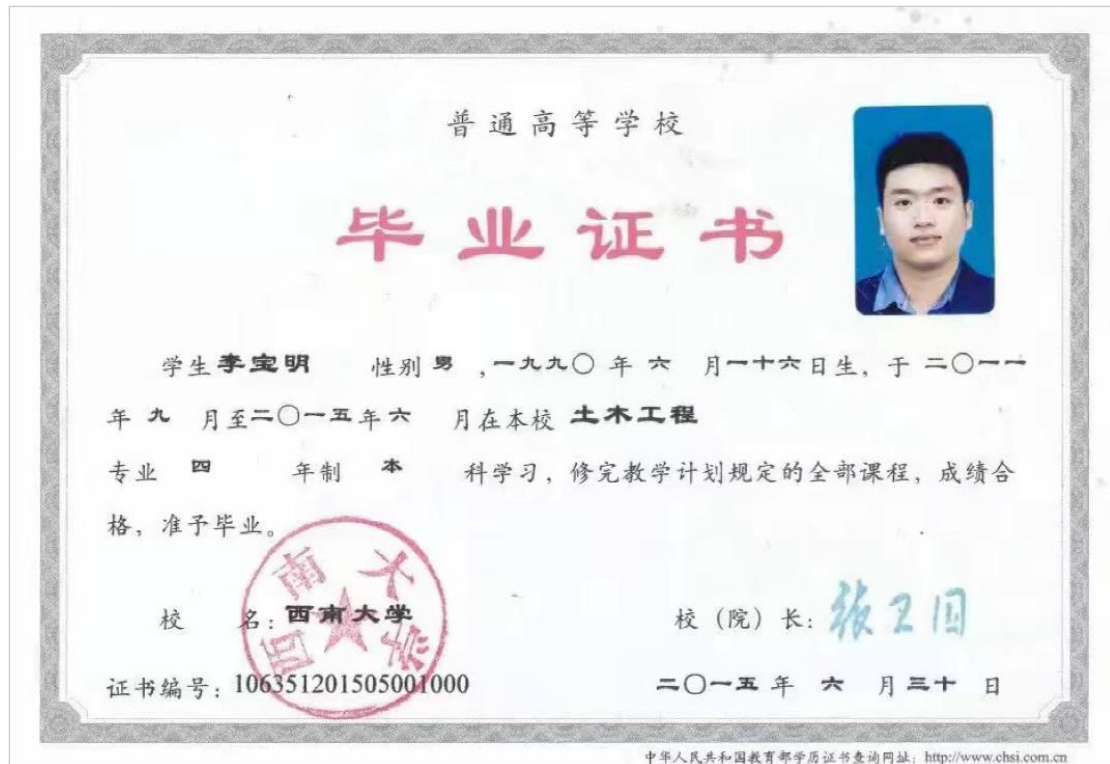 普通高等学校
毕业证书
学生李宝明 性别男,一九九〇年六月一十六日生,于二〇一一
年九月至二〇一五年六月在本校土木工程
专业四年制本科学习,修完教学计划规定的全部课程,成绩合
格,准予毕业。
西南大学
校名:西南大学 校(院)长:张卫国
证书编号:106351201505001000 二〇一五年六月三十日
中华人民共和国教育部学历证书查询网址:http://www.chsi.com.cn